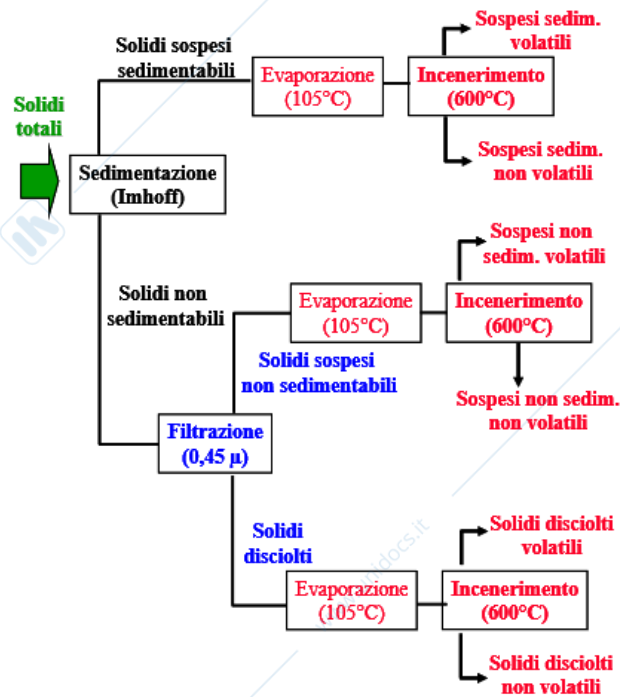 Solidi sospesi
sedimentabili
Evaporazione
(105°C)
Incenerimento
(600°C)
Sospesi sedim.
volatili
Sospesi sedim.
non volatili
Solidi
totali
Sedimentazione
(Imhoff)
Solidi non
sedimentabili
Evaporazione
(105°C)
Incenerimento
(600°C)
Sospesi non
sedim. volatili
Sospesi non sedim.
non volatili
Solidi sospesi
non sedimentabili
Filtrazione
(0,45 µ)
Solidi
disciolti
Evaporazione
(105°C)
Incenerimento
(600°C)
Solidi disciolti
volatili
Solidi disciolti
non volatili